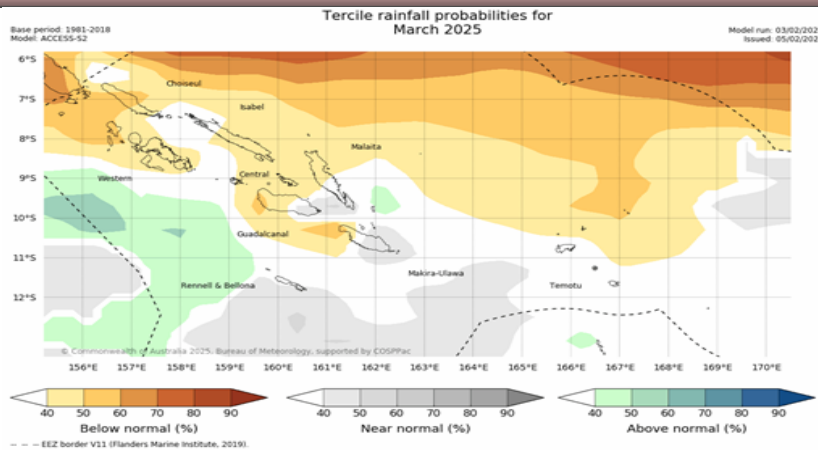 Tercile rainfall probabilities for
March 2025
Base period: 1981-2018
Model: ACCESS-S2
Model run: 03/02/202
Issued: 05/02/202
6°S
7°S
8°S
9°S
10°S
11°S
12°S
Choiseul
Isabel
Malaita
Central
Western
Guadalcanal
Makira-Ulawa
Rennell & Bellona
Temotu
© Commonwealth of Australia 2025, Bureau of Meteorology, supported by COSPPac
156°E 157°E 158°E 159°E 160°E 161°E 162°E 163°E 164°E 165°E 166°E 167°E 168°E 169°E 170°E
40 50 60 70 80 90
Below normal (%)
40 50 60 70 80 90
Near normal (%)
40 50 60 70 80 90
Above normal (%)
EEZ border V11 (Flanders Marine Institute, 2019).